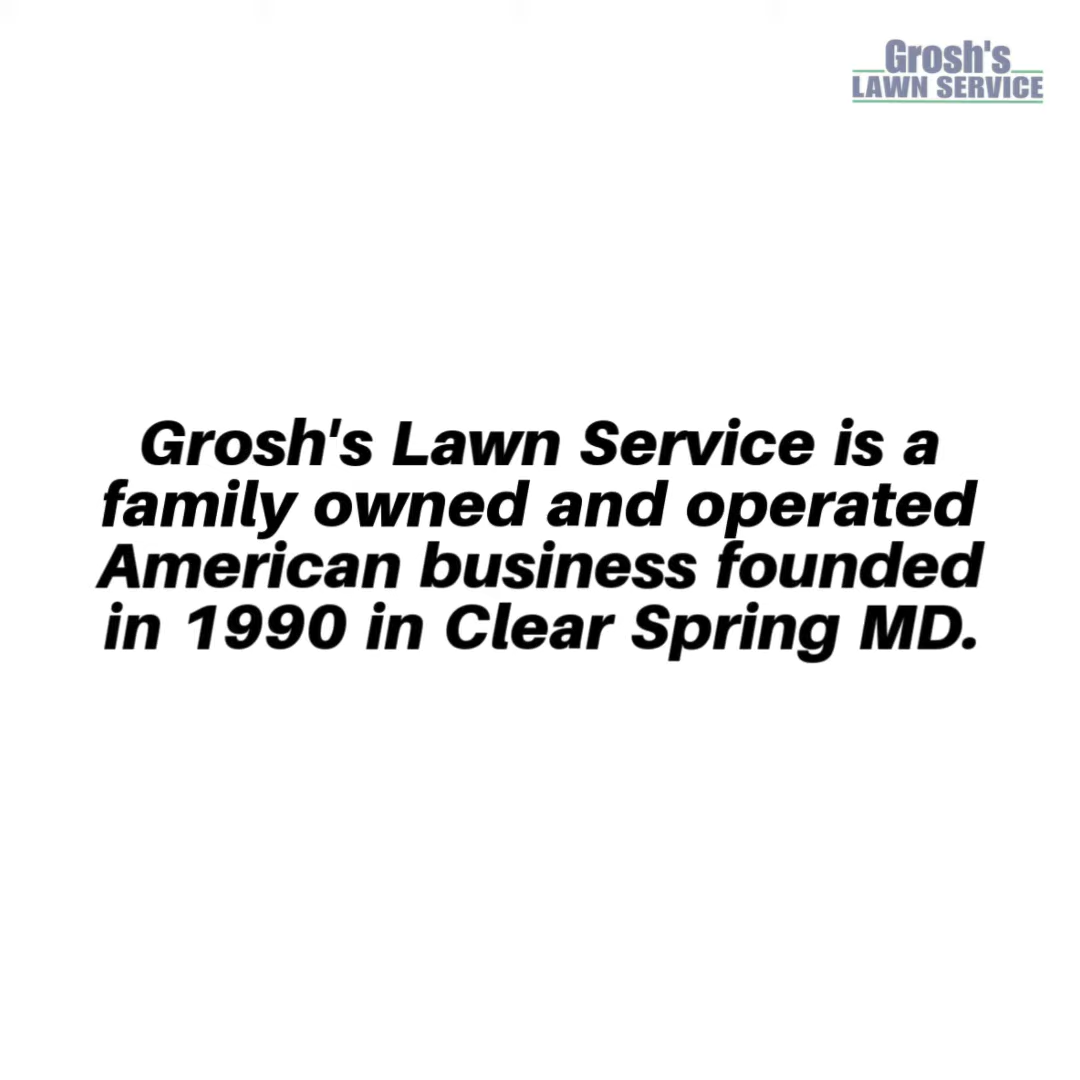 Grosh's
LAWN SERVICE
Grosh's Lawn Service is a
family owned and operated
American business founded
in 1990 in Clear Spring MD.